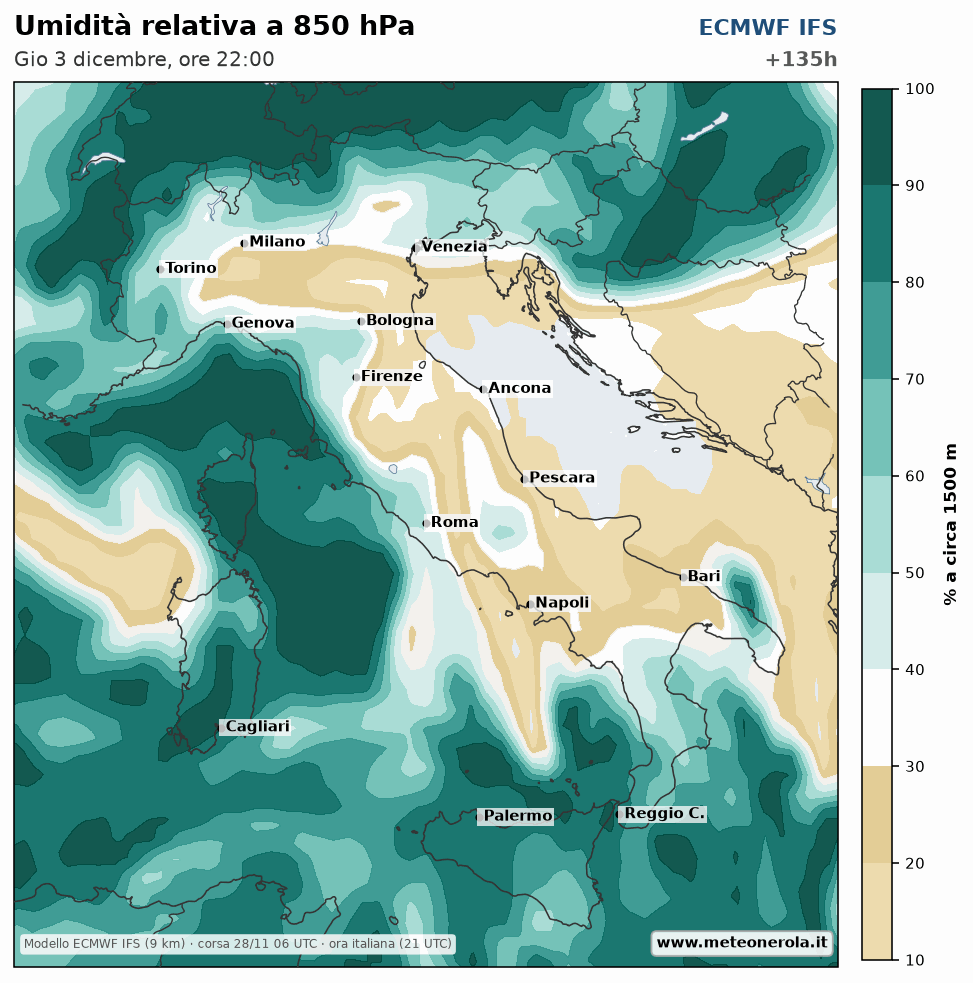 Umidità relativa a 850 hPa
ECMWF IFS
Gio 3 dicembre, ore 22:00
+135h
Milano
Venezia
Torino
Genova
Bologna
Firenze
Ancona
Pescara
Roma
Bari
Napoli
Cagliari
Palermo
Reggio C.
100
90
80
70
60
50
40
30
20
10
% a circa 1500 m
Modello ECMWF IFS (9 km) · corsa 28/11 06 UTC · ora italiana (21 UTC)
www.meteonerola.it